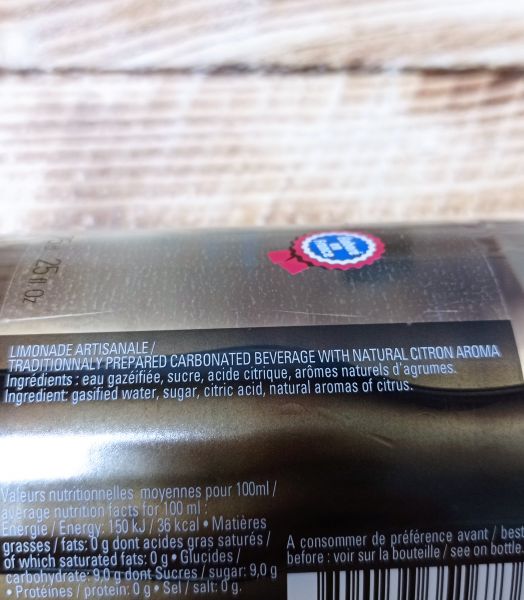 25 fl Oz
LIMONADE ARTISANALE /
TRADITIONNALY PREPARED CARBONATED BEVERAGE WITH NATURAL CITRON AROMA
Ingrédients : eau gazéifiée, sucre, acide citrique, arômes naturels d'agrumes.
Ingredient: gasified water, sugar, citric acid, natural aromas of citrus.
Valeurs nutritionnelles moyennes pour 100ml /
average nutrition facts for 100 ml :
Energie / Energy: 150 kJ / 36 kcal • Matières
grasses / fats: 0 g dont acides gras saturés /
of which saturated fats: 0 g • Glucides /
carbohydrate: 9,0 g dont Sucres / sugar: 9,0 g
• Protéines / protein: 0 g • Sel / salt: 0 g.
A consommer de préférence avant / best
before : voir sur la bouteille / see on bottle.